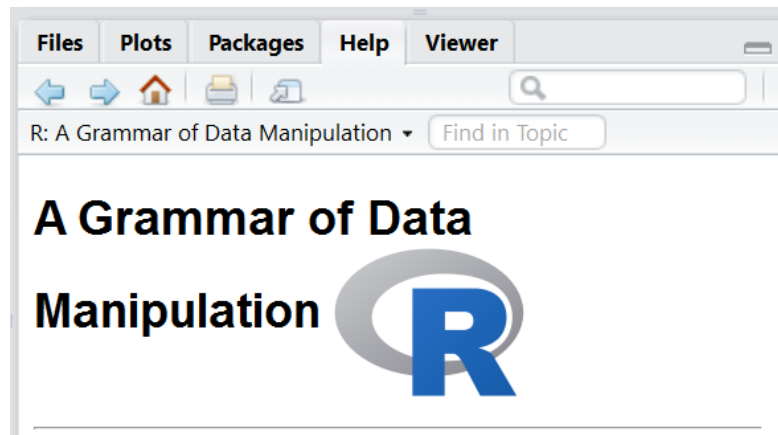 Files Plots Packages Help Viewer
R: A Grammar of Data Manipulation Find in Topic
A Grammar of Data
Manipulation R